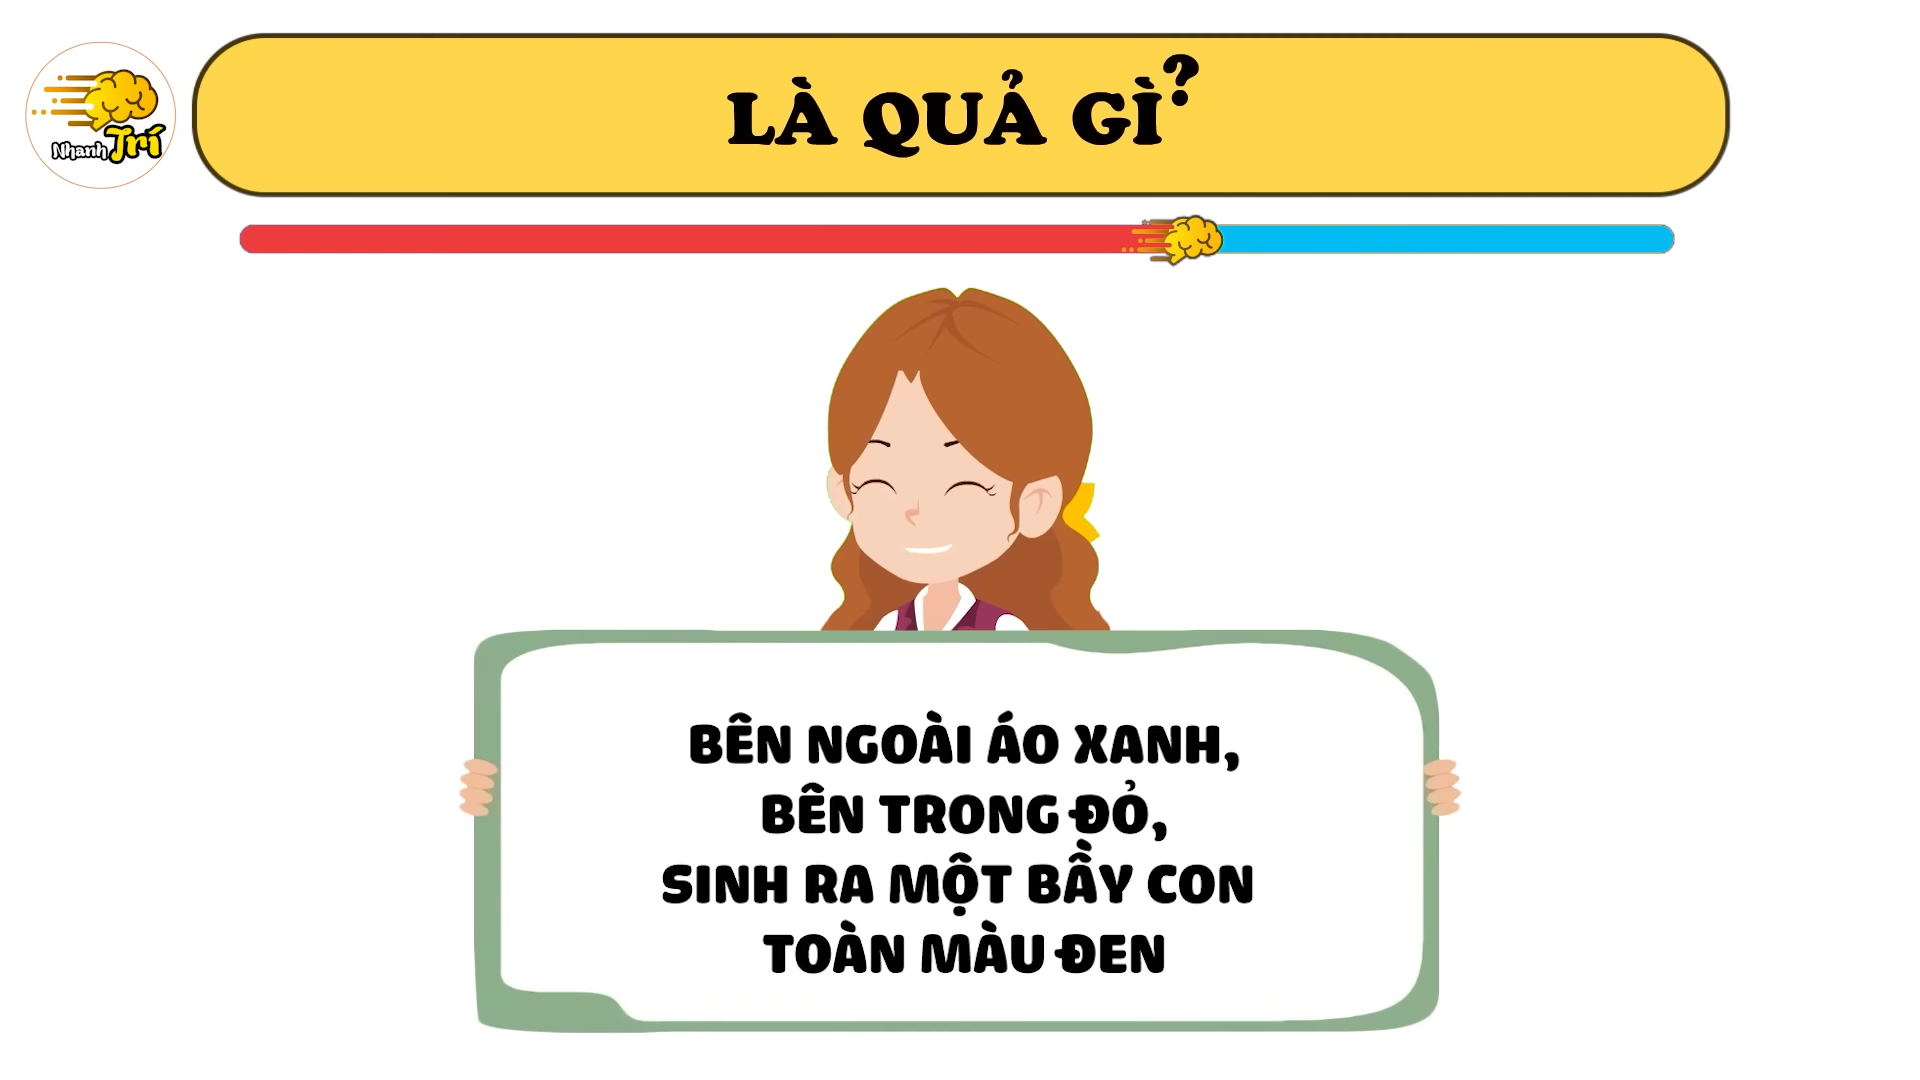 Nhanh Trí
LÀ QUẢ GÌ?
BÊN NGOÀI ÁO XANH,
BÊN TRONG ĐỎ,
SINH RA MỘT BẦY CON
TOÀN MÀU ĐEN